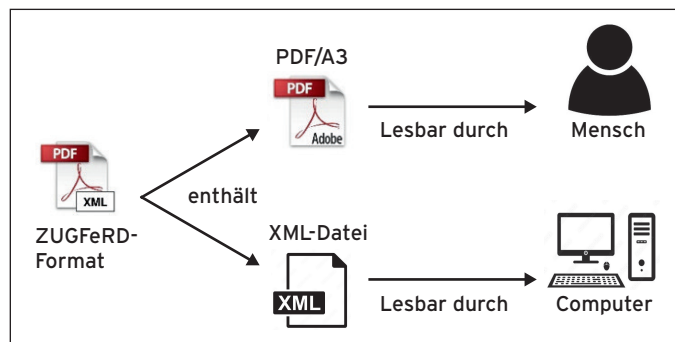 PDF/A3
PDF
Adobe
Lesbar durch
Mensch
PDF
XML
enthält
ZUGFeRD-
Format
XML-Datei
XML
Lesbar durch
Computer